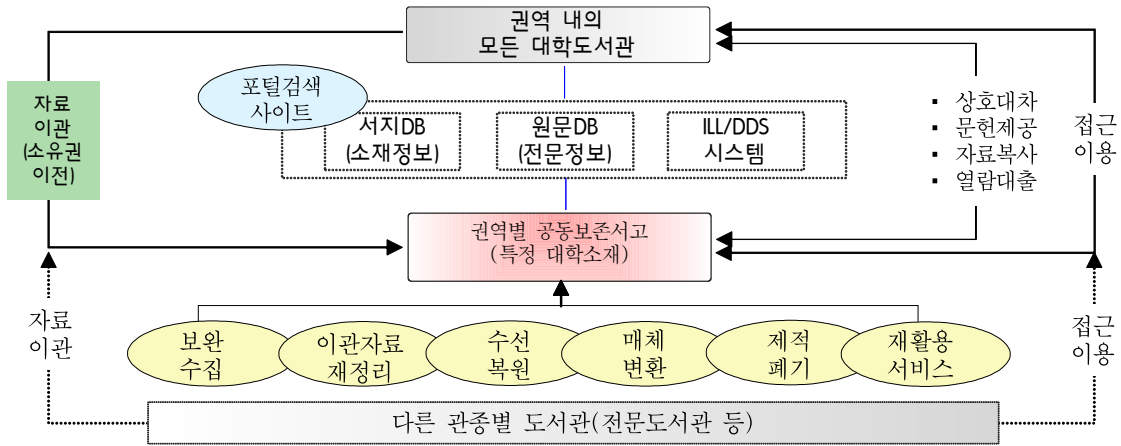 권역 내의
모든 대학도서관
포털검색
사이트
자료
이관
(소유권
이전)
서지DB
(소재정보)
원문DB
(전문정보)
ILL/DDS
시스템
▪ 상호대차
▪ 문헌제공
▪ 자료복사
▪ 열람대출
접근
이용
권역별 공동보존서고
(특정 대학소재)
자료
이관
보완
수집
이관자료
재정리
수선
복원
매체
변환
제적
폐기
재활용
서비스
접근
이용
다른 관종별 도서관(전문도서관 등)